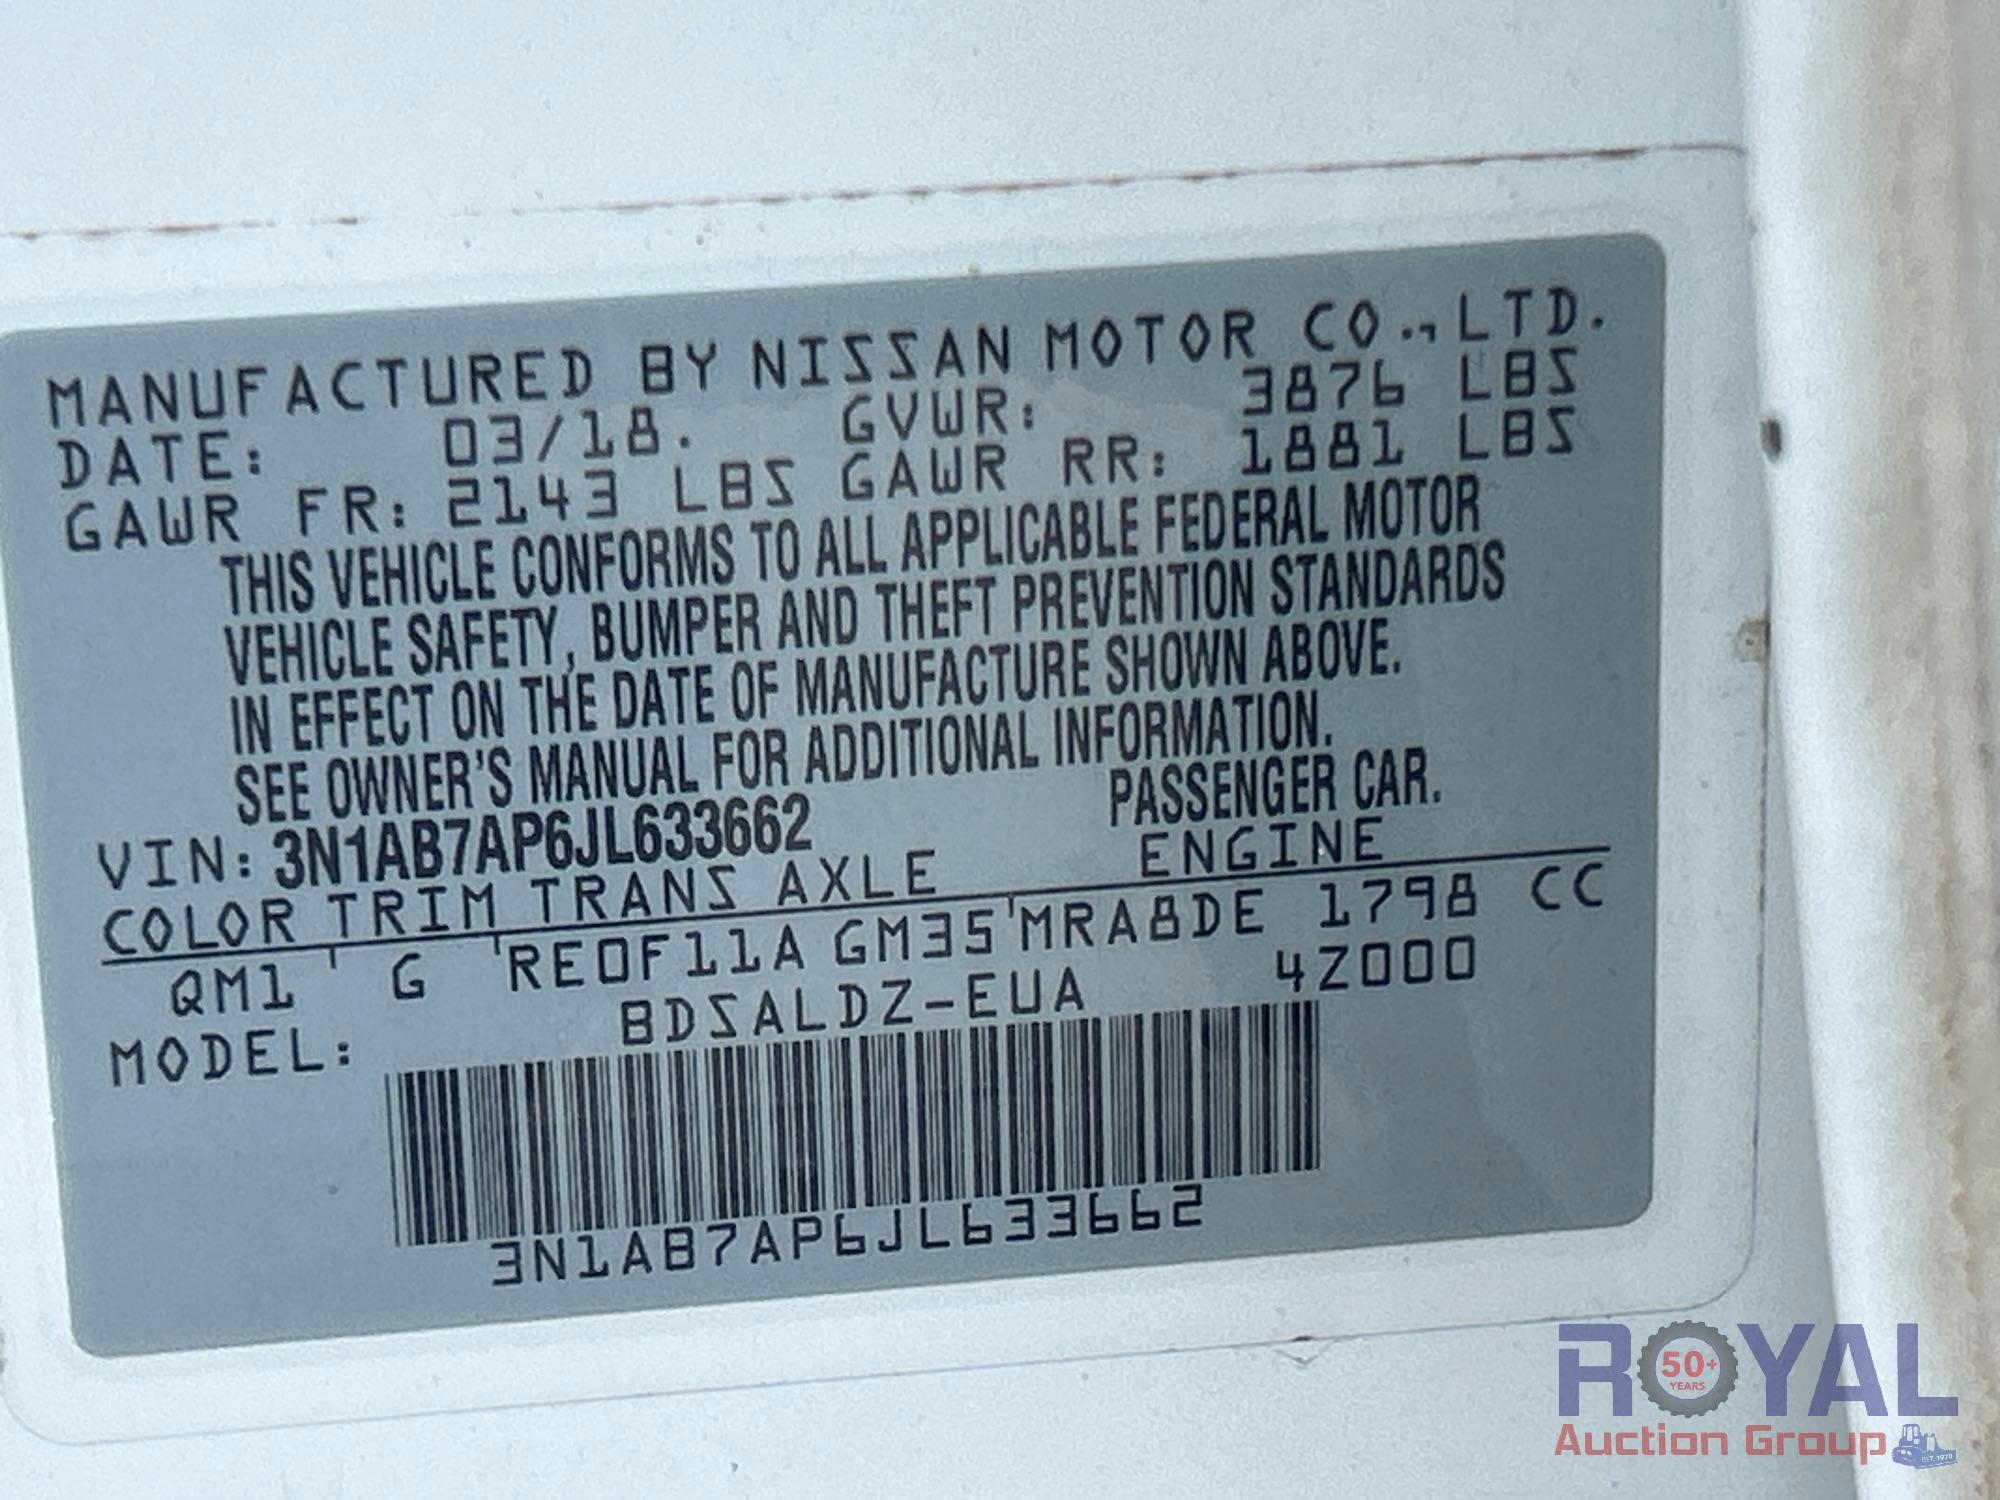 MANUFACTURED BY NISSAN MOTOR CO.,LTD.
DATE: 03/18. GVWR: 3876 LBS
GAWR FR: 2143 LBS GAWR RR: 1881 LBS
THIS VEHICLE CONFORMS TO ALL APPLICABLE FEDERAL MOTOR
VEHICLE SAFETY, BUMPER AND THEFT PREVENTION STANDARDS
IN EFFECT ON THE DATE OF MANUFACTURE SHOWN ABOVE.
SEE OWNER'S MANUAL FOR ADDITIONAL INFORMATION.
VIN: 3N1AB7AP6JL633662 PASSENGER CAR.
COLOR TRIM TRANS AXLE ENGINE
QM1 G RE0F11A GM35 MRA8DE 1798 CC
MODEL: BDSALDZ-EUA 4Z000
3N1AB7AP6JL633662
ROYAL
50+
YEARS
Auction Group
EST. 1970